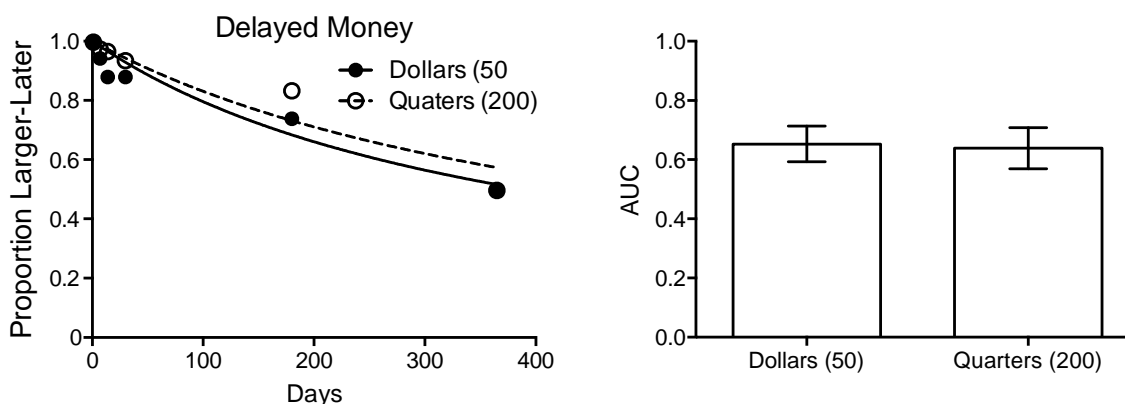 Delayed Money
Proportion Larger-Later
1.0
0.8
0.6
0.4
0.2
0
0
100
200
300
400
Days
Dollars (50
Quaters (200)
AUC
1.0
0.8
0.6
0.4
0.2
0.0
Dollars (50)
Quarters (200)